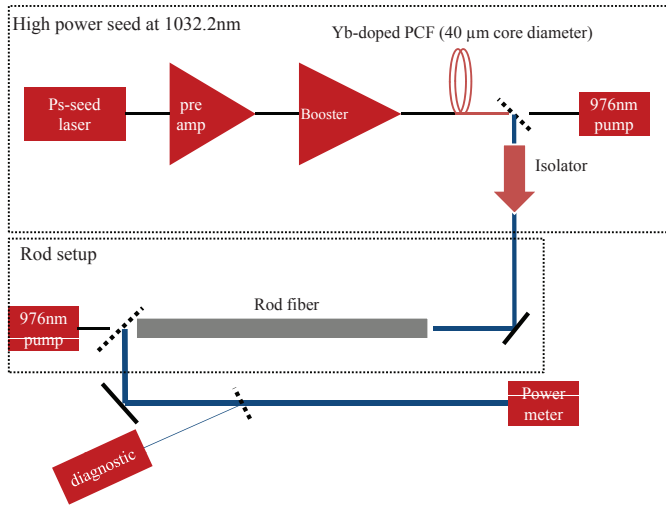 High power seed at 1032.2nm
Yb-doped PCF (40 µm core diameter)
Ps-seed
laser
pre
amp
Booster
976nm
pump
Isolator
Rod setup
Rod fiber
976nm
pump
Power
meter
diagnostic